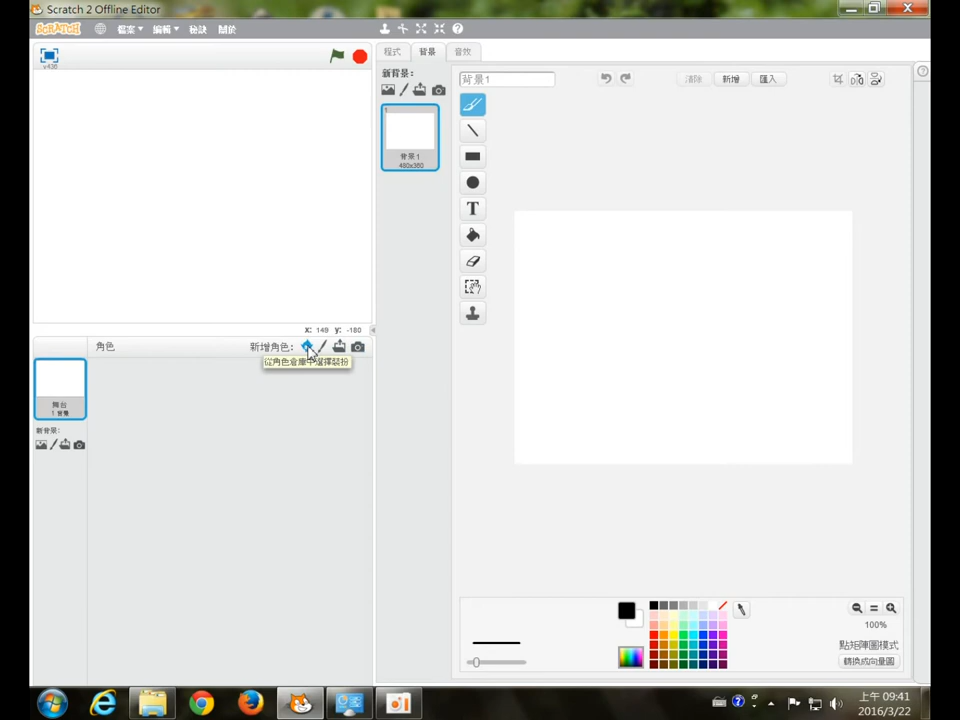 Scratch 2 Offline Editor
SCRATCH 檔案 編輯 秘訣 關於
v436
程式 背景 音效
新背景:
背景1 清除 新增 匯入
1
背景1
480x360
T
x: 149 y: -180
角色 新增角色:
從角色倉庫中選擇裝扮
舞台
1 背景
新背景:
100%
點矩陣圖模式
轉換成向量圖
上午 09:41
2016/3/22